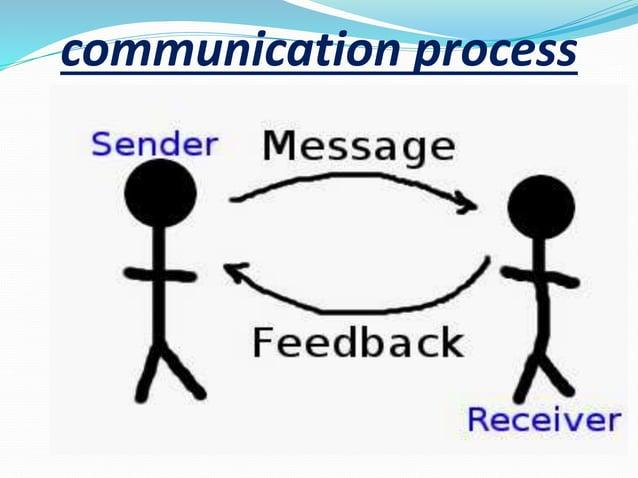 communication process
Sender
Message
Feedback
Receiver